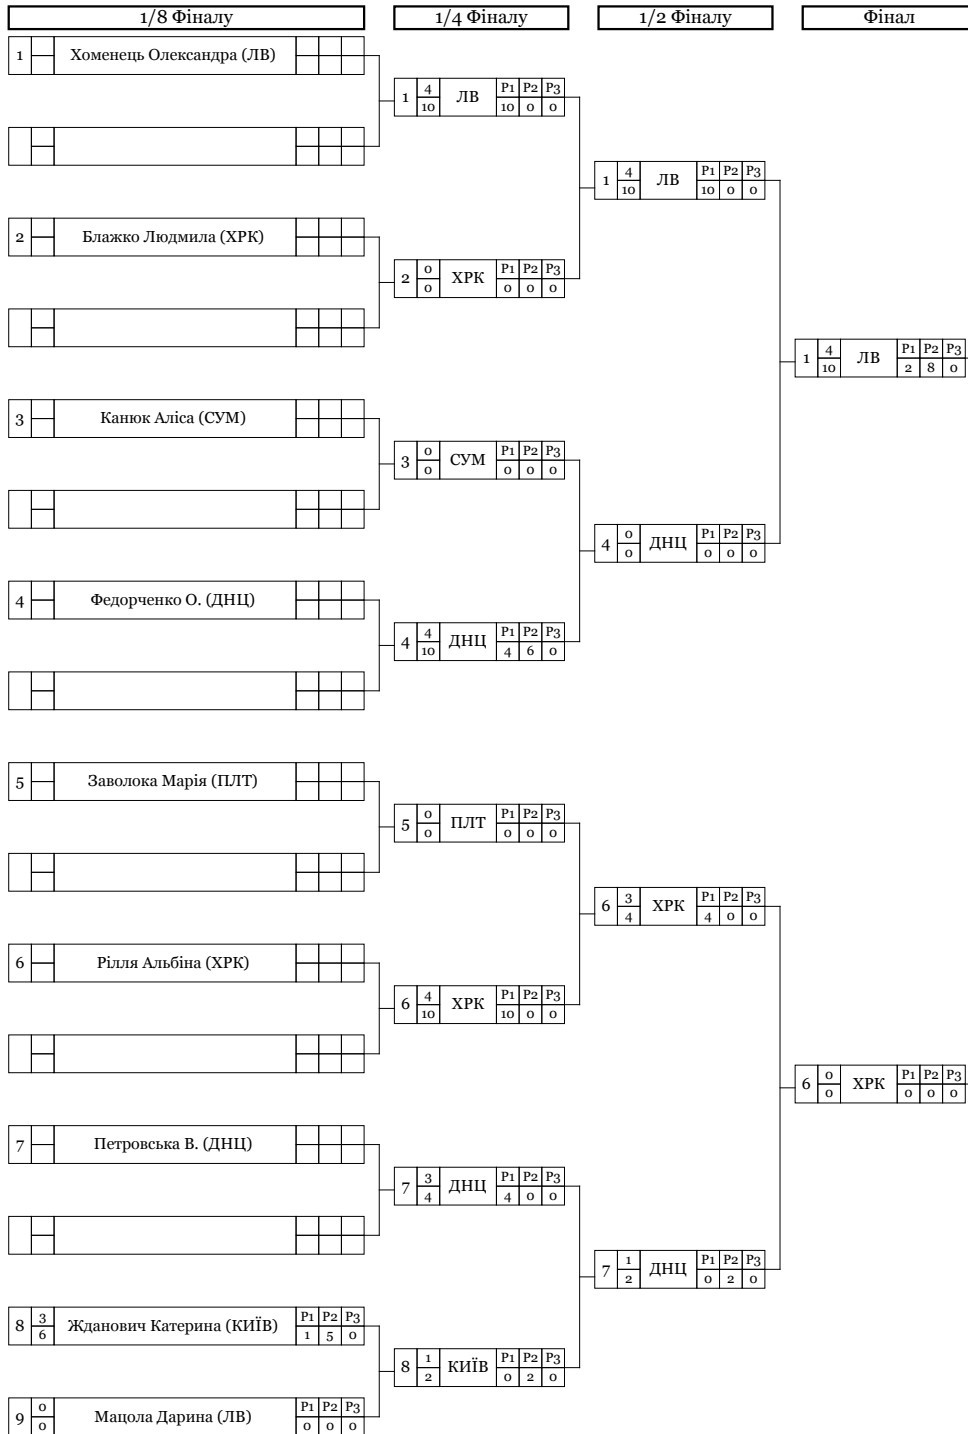 1/8 Фіналу 1/4 Фіналу 1/2 Фіналу Фінал
1 Хоменець Олександра (ЛВ)
1 4 10 ЛВ P1 P2 P3 10 0 0
1 4 10 ЛВ P1 P2 P3 10 0 0
2 Блажко Людмила (ХРК)
2 0 0 ХРК P1 P2 P3 0 0 0
1 4 10 ЛВ P1 P2 P3 2 8 0
3 Канюк Аліса (СУМ)
3 0 0 СУМ P1 P2 P3 0 0 0
4 0 0 ДНЦ P1 P2 P3 0 0 0
4 Федорченко О. (ДНЦ)
4 4 10 ДНЦ P1 P2 P3 4 6 0
5 Заволока Марія (ПЛТ)
5 0 0 ПЛТ P1 P2 P3 0 0 0
6 3 4 ХРК P1 P2 P3 4 0 0
6 Рілля Альбіна (ХРК)
6 4 10 ХРК P1 P2 P3 10 0 0
6 0 0 ХРК P1 P2 P3 0 0 0
7 Петровська В. (ДНЦ)
7 3 4 ДНЦ P1 P2 P3 4 0 0
7 1 2 ДНЦ P1 P2 P3 0 2 0
8 3 6 Жданович Катерина (КИЇВ) P1 P2 P3 1 5 0
8 1 2 КИЇВ P1 P2 P3 0 2 0
9 0 0 Мацола Дарина (ЛВ) P1 P2 P3 0 0 0